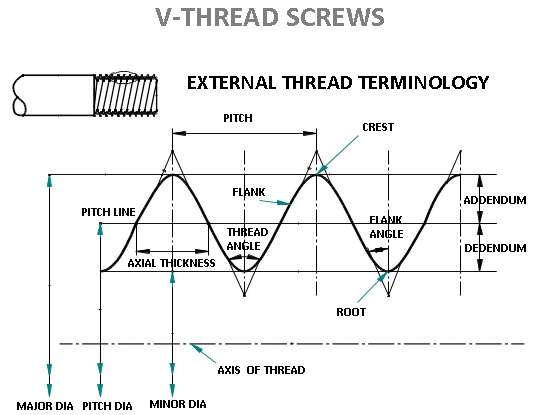 V-THREAD SCREWS
EXTERNAL THREAD TERMINOLOGY
PITCH
CREST
FLANK
ADDENDUM
PITCH LINE
THREAD
ANGLE
FLANK
ANGLE
DEDENDUM
AXIAL THICKNESS
ROOT
AXIS OF THREAD
MAJOR DIA
PITCH DIA
MINOR DIA